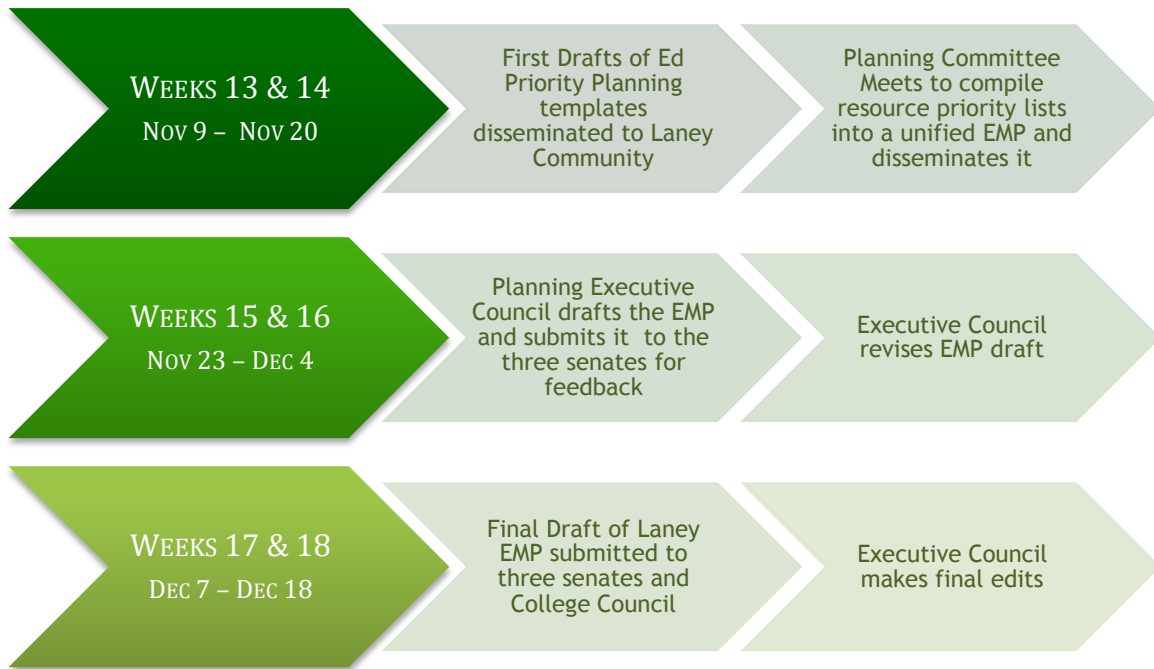 WEEKS 13 & 14
NOV 9 – NOV 20
First Drafts of Ed
Priority Planning
templates
disseminated to Laney
Community
Planning Committee
Meets to compile
resource priority lists
into a unified EMP and
disseminates it
WEEKS 15 & 16
NOV 23 – DEC 4
Planning Executive
Council drafts the EMP
and submits it to the
three senates for
feedback
Executive Council
revises EMP draft
WEEKS 17 & 18
DEC 7 – DEC 18
Final Draft of Laney
EMP submitted to
three senates and
College Council
Executive Council
makes final edits